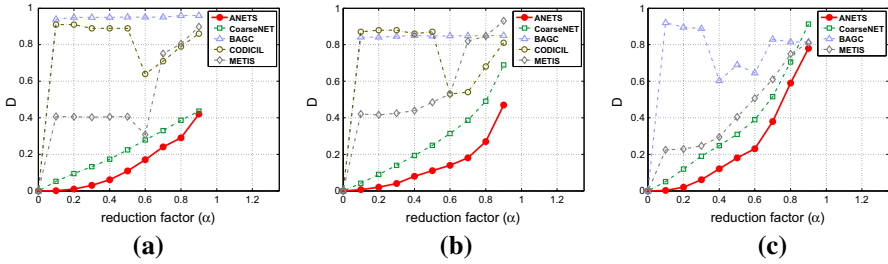 1
0.8
0.6
0.4
0.2
0
D
0 0.2 0.4 0.6 0.8 1 1.2
reduction factor (α)
ANETS
CoarseNET
BAGC
CODICIL
METIS
(a)
1
0.8
0.6
0.4
0.2
0
D
0 0.2 0.4 0.6 0.8 1 1.2
reduction factor (α)
ANETS
CoarseNET
BAGC
CODICIL
METIS
(b)
1
0.8
0.6
0.4
0.2
0
D
0 0.2 0.4 0.6 0.8 1 1.2
reduction factor (α)
ANETS
CoarseNET
BAGC
METIS
(c)